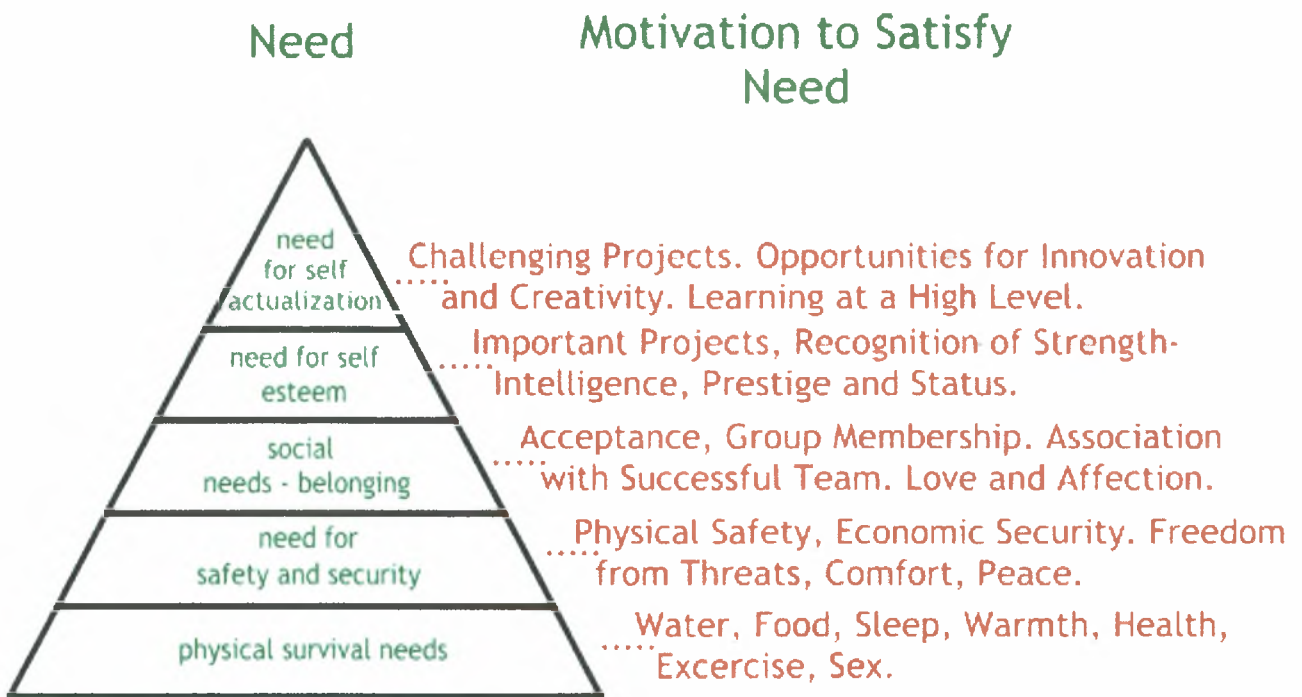 Need
Motivation to Satisfy
Need
need
for self
actualization
Challenging Projects. Opportunities for Innovation
and Creativity. Learning at a High Level.
need for self
esteem
Important Projects, Recognition of Strength-
Intelligence, Prestige and Status.
social
needs - belonging
Acceptance, Group Membership. Association
with Successful Team. Love and Affection.
need for
safety and security
Physical Safety, Economic Security. Freedom
from Threats, Comfort, Peace.
physical survival needs
Water, Food, Sleep, Warmth, Health,
Excercise, Sex.